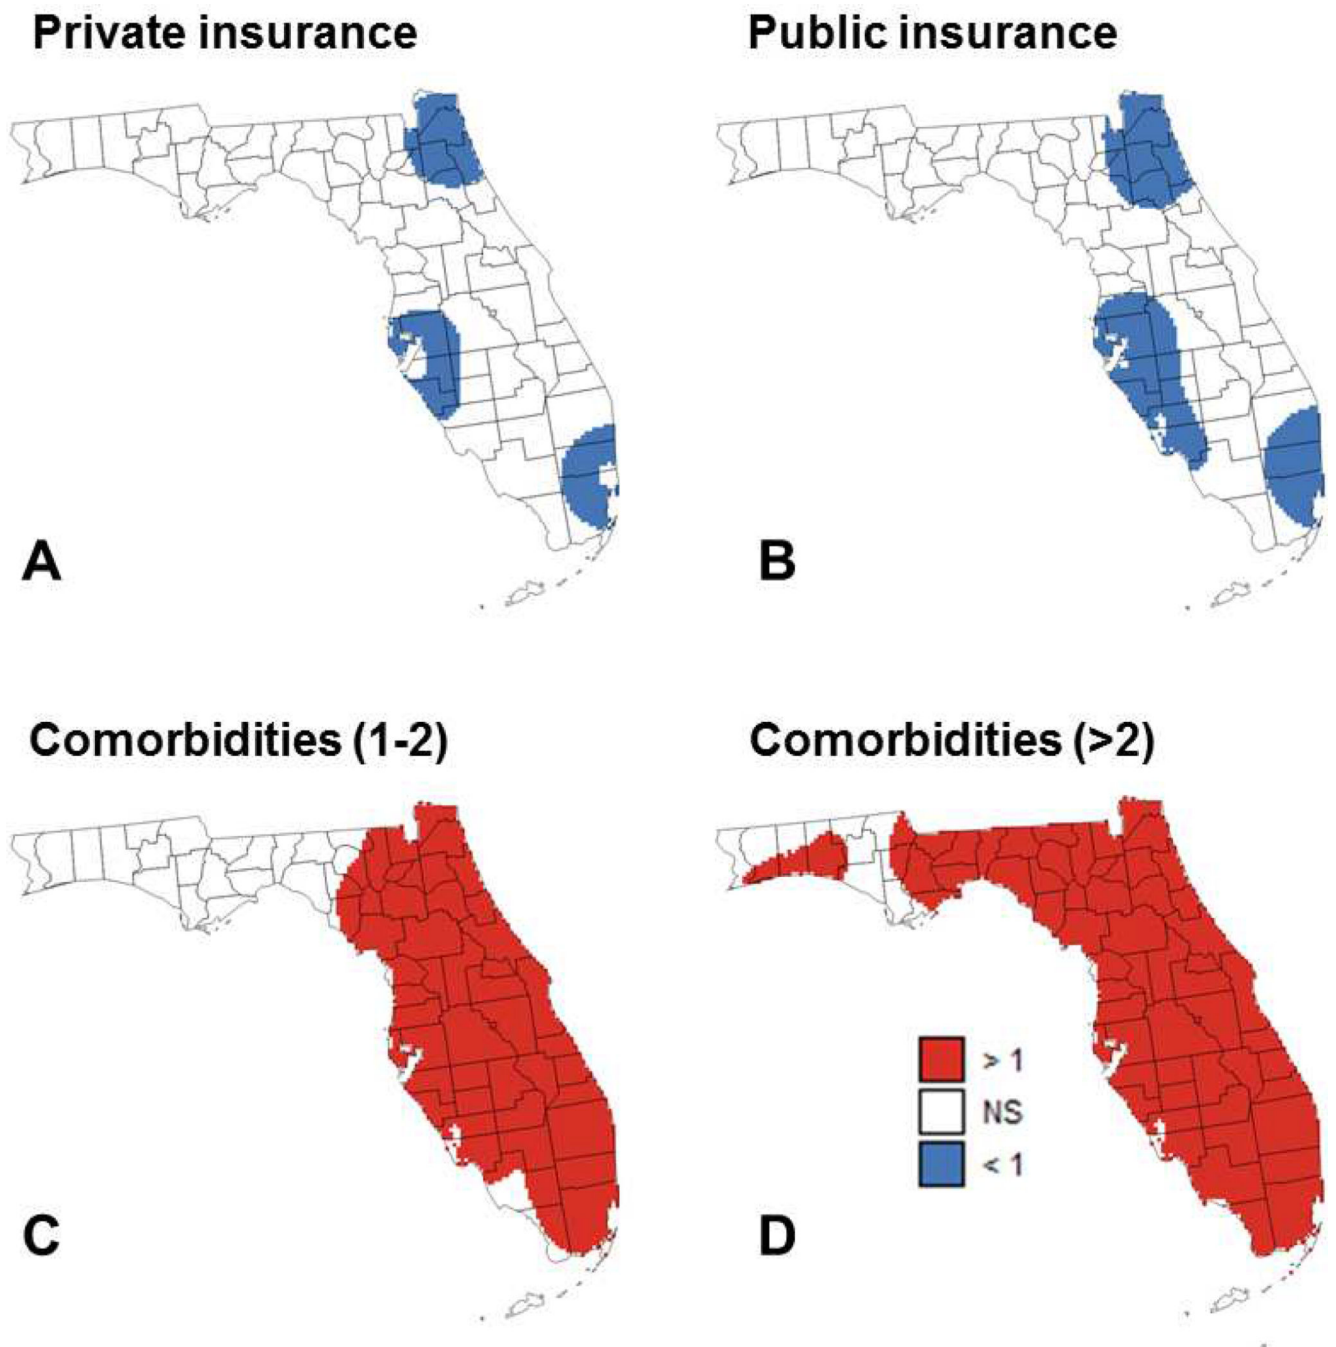 Private insurance
Public insurance
A
B
Comorbidities (1-2)
Comorbidities (>2)
> 1
NS
< 1
C
D